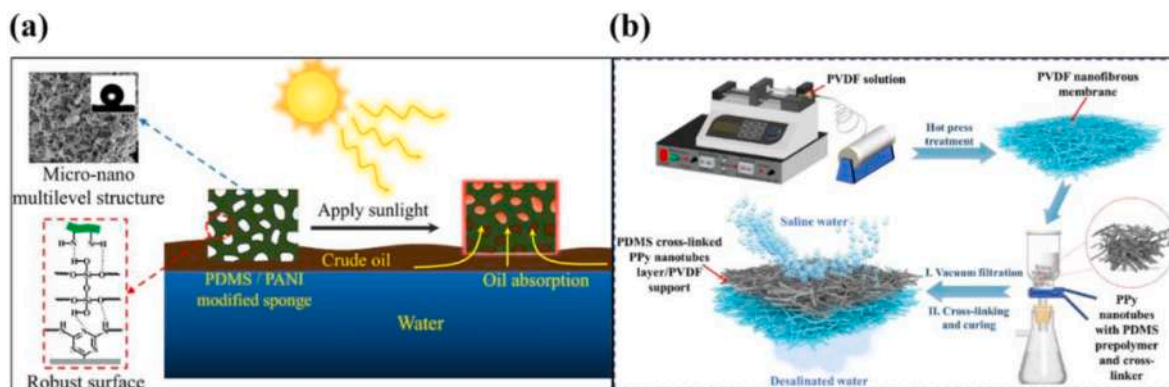 (a)
Micro-nano
multilevel structure
Apply sunlight
PDMS / PANI
modified sponge
Crude oil
Oil absorption
Water
Robust surface
(b)
PVDF solution
PVDF nanofibrous
membrane
Hot press
treatment
Saline water
PDMS cross-linked
PPy nanotubes
layer/PVDF
support
I. Vacuum filtration
II. Cross-linking
and curing
PPy
nanotubes
with PDMS
prepolymer
and cross-
linker
Desalinated water